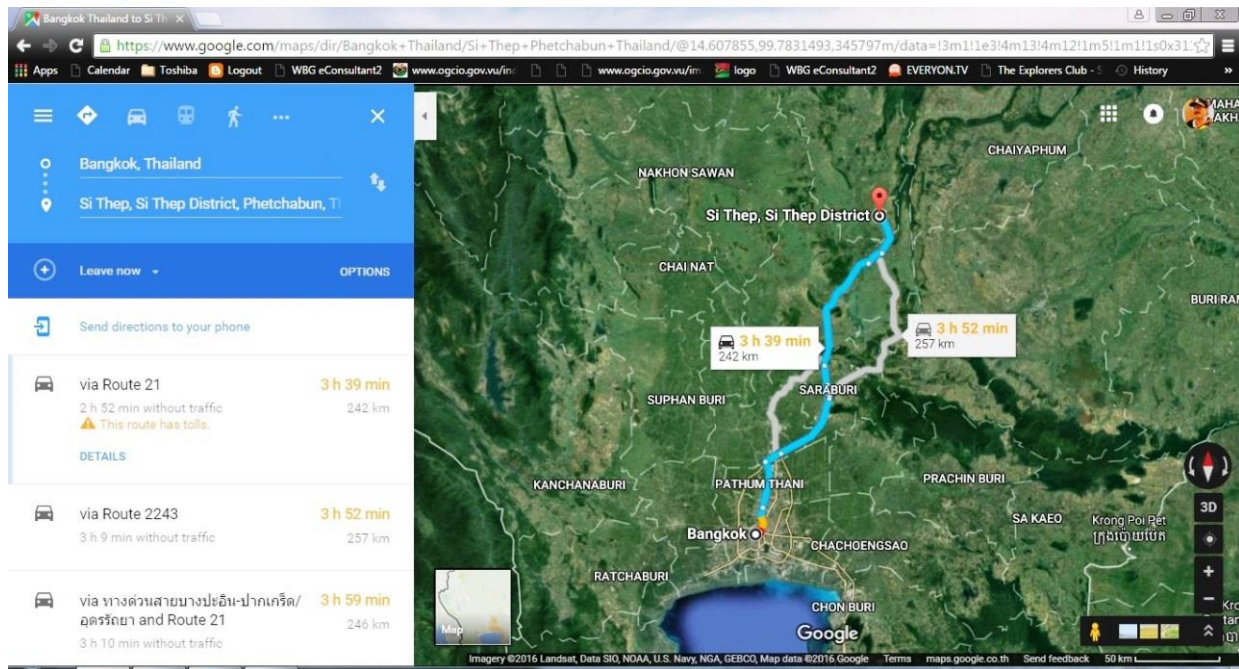 Bangkok Thailand to Si Th
https://www.google.com/maps/dir/Bangkok+Thailand/Si+Thep+Phetchabun+Thailand/@14.607855,99.7831493,345797m/data=!3m1!1e3!4m13!4m12!1m5!1m1!1s0x31:
Apps Calendar Toshiba Logout WBG eConsultant2 www.ogcio.gov.vu/in www.ogcio.gov.vu/im logo WBG eConsultant2 EVERYON.TV The Explorers Club - S History »
Bangkok, Thailand
Si Thep, Si Thep District, Phetchabun, T
Leave now OPTIONS
Send directions to your phone
via Route 21 3 h 39 min
2 h 52 min without traffic 242 km
This route has tolls.
DETAILS
via Route 2243 3 h 52 min
3 h 9 min without traffic 257 km
via ทางด่วนสายบางปะอิน-ปากเกร็ด/ 3 h 59 min
อุดรรัถยา and Route 21 246 km
3 h 10 min without traffic
CHAIYAPHUM
NAKHON SAWAN
Si Thep, Si Thep District
CHAI NAT
BURI RAM
3 h 39 min
242 km
3 h 52 min
257 km
SARABURI
SUPHAN BURI
KANCHANABURI
PATHUM THANI
PRACHIN BURI
SA KAEO
Krong Poi Pet
ក្រុងប៉ោយប៉ែត
3D
Bangkok
CHACHOENGSAO
RATCHABURI
CHON BURI
Map
Google
Imagery ©2016 Landsat, Data SIO, NOAA, U.S. Navy, NGA, GEBCO, Map data ©2016 Google Terms maps.google.co.th Send feedback 50 km